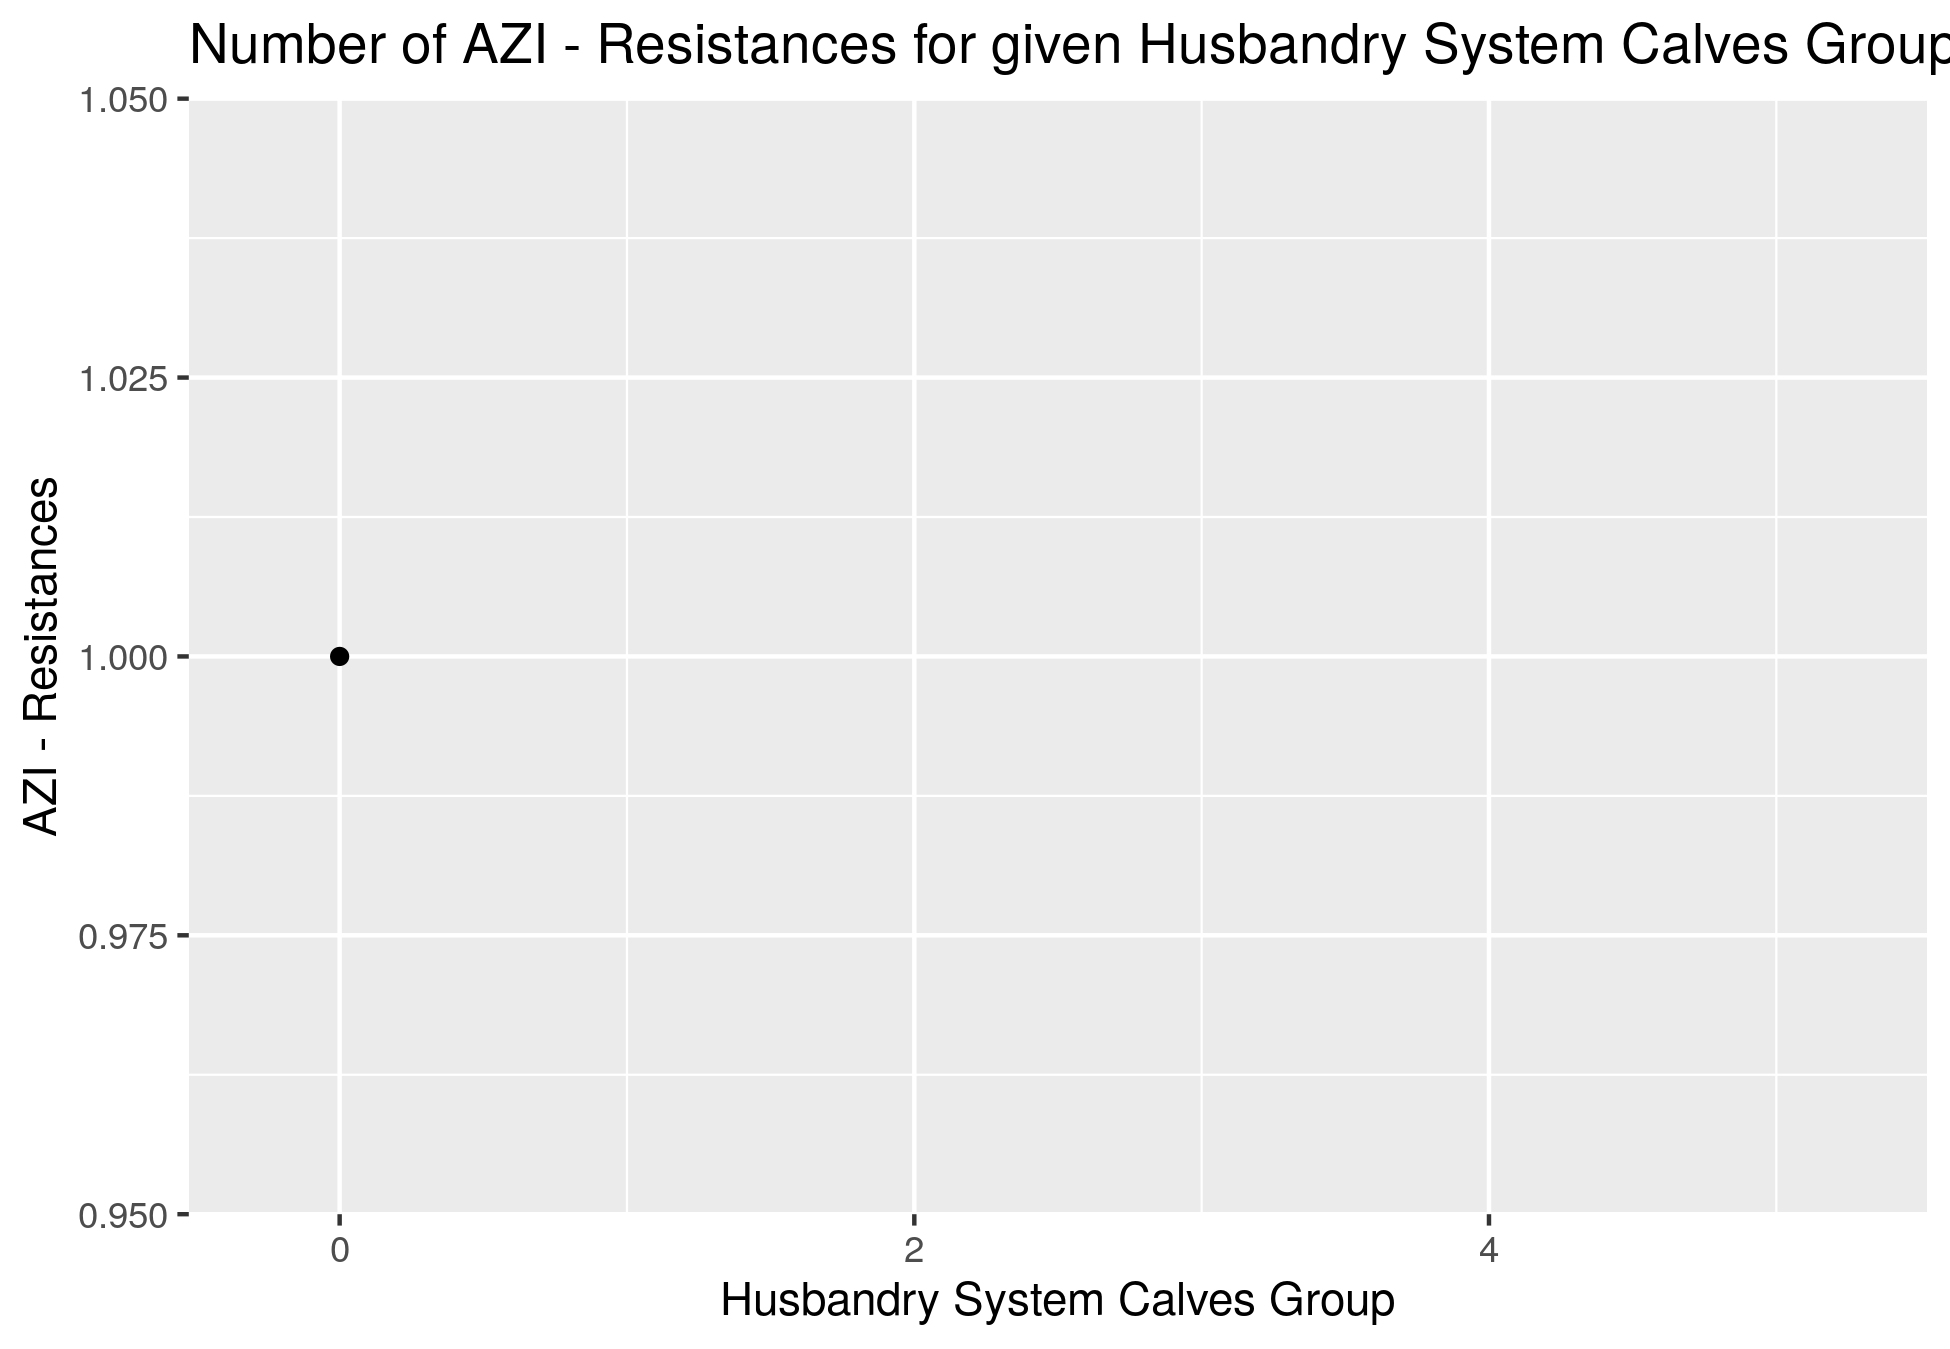 Number of AZI - Resistances for given Husbandry System Calves Group
1.050
1.025
1.000
0.975
0.950
AZI - Resistances
0
2
4
Husbandry System Calves Group